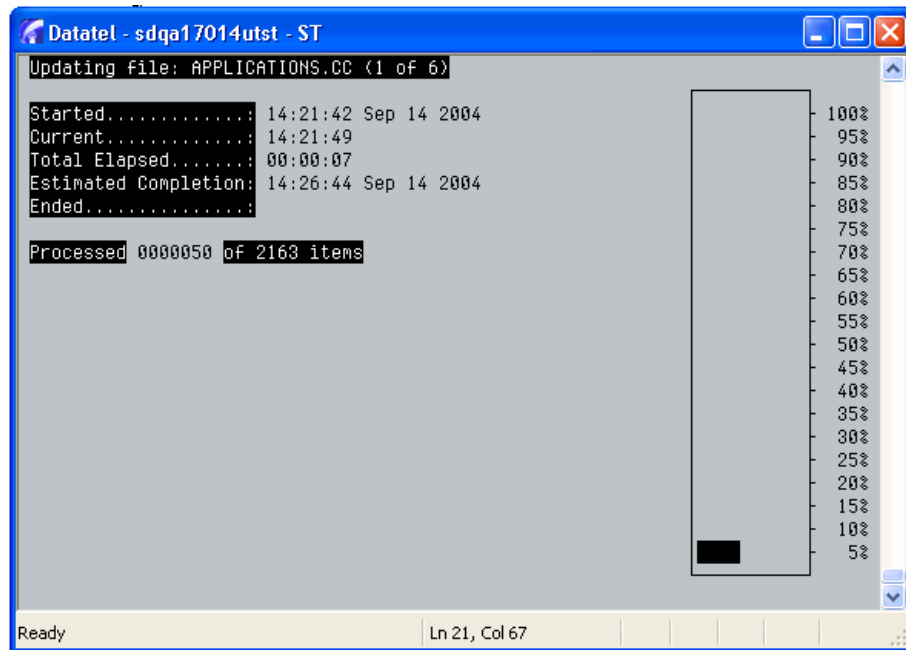 Datatel - sdqa17014utst - ST
Updating file: APPLICATIONS.CC (1 of 6)
Started.............: 14:21:42 Sep 14 2004
Current.............: 14:21:49
Total Elapsed.......: 00:00:07
Estimated Completion: 14:26:44 Sep 14 2004
Ended...............:
Processed 0000050 of 2163 items
100%
95%
90%
85%
80%
75%
70%
65%
60%
55%
50%
45%
40%
35%
30%
25%
20%
15%
10%
5%
Ready Ln 21, Col 67